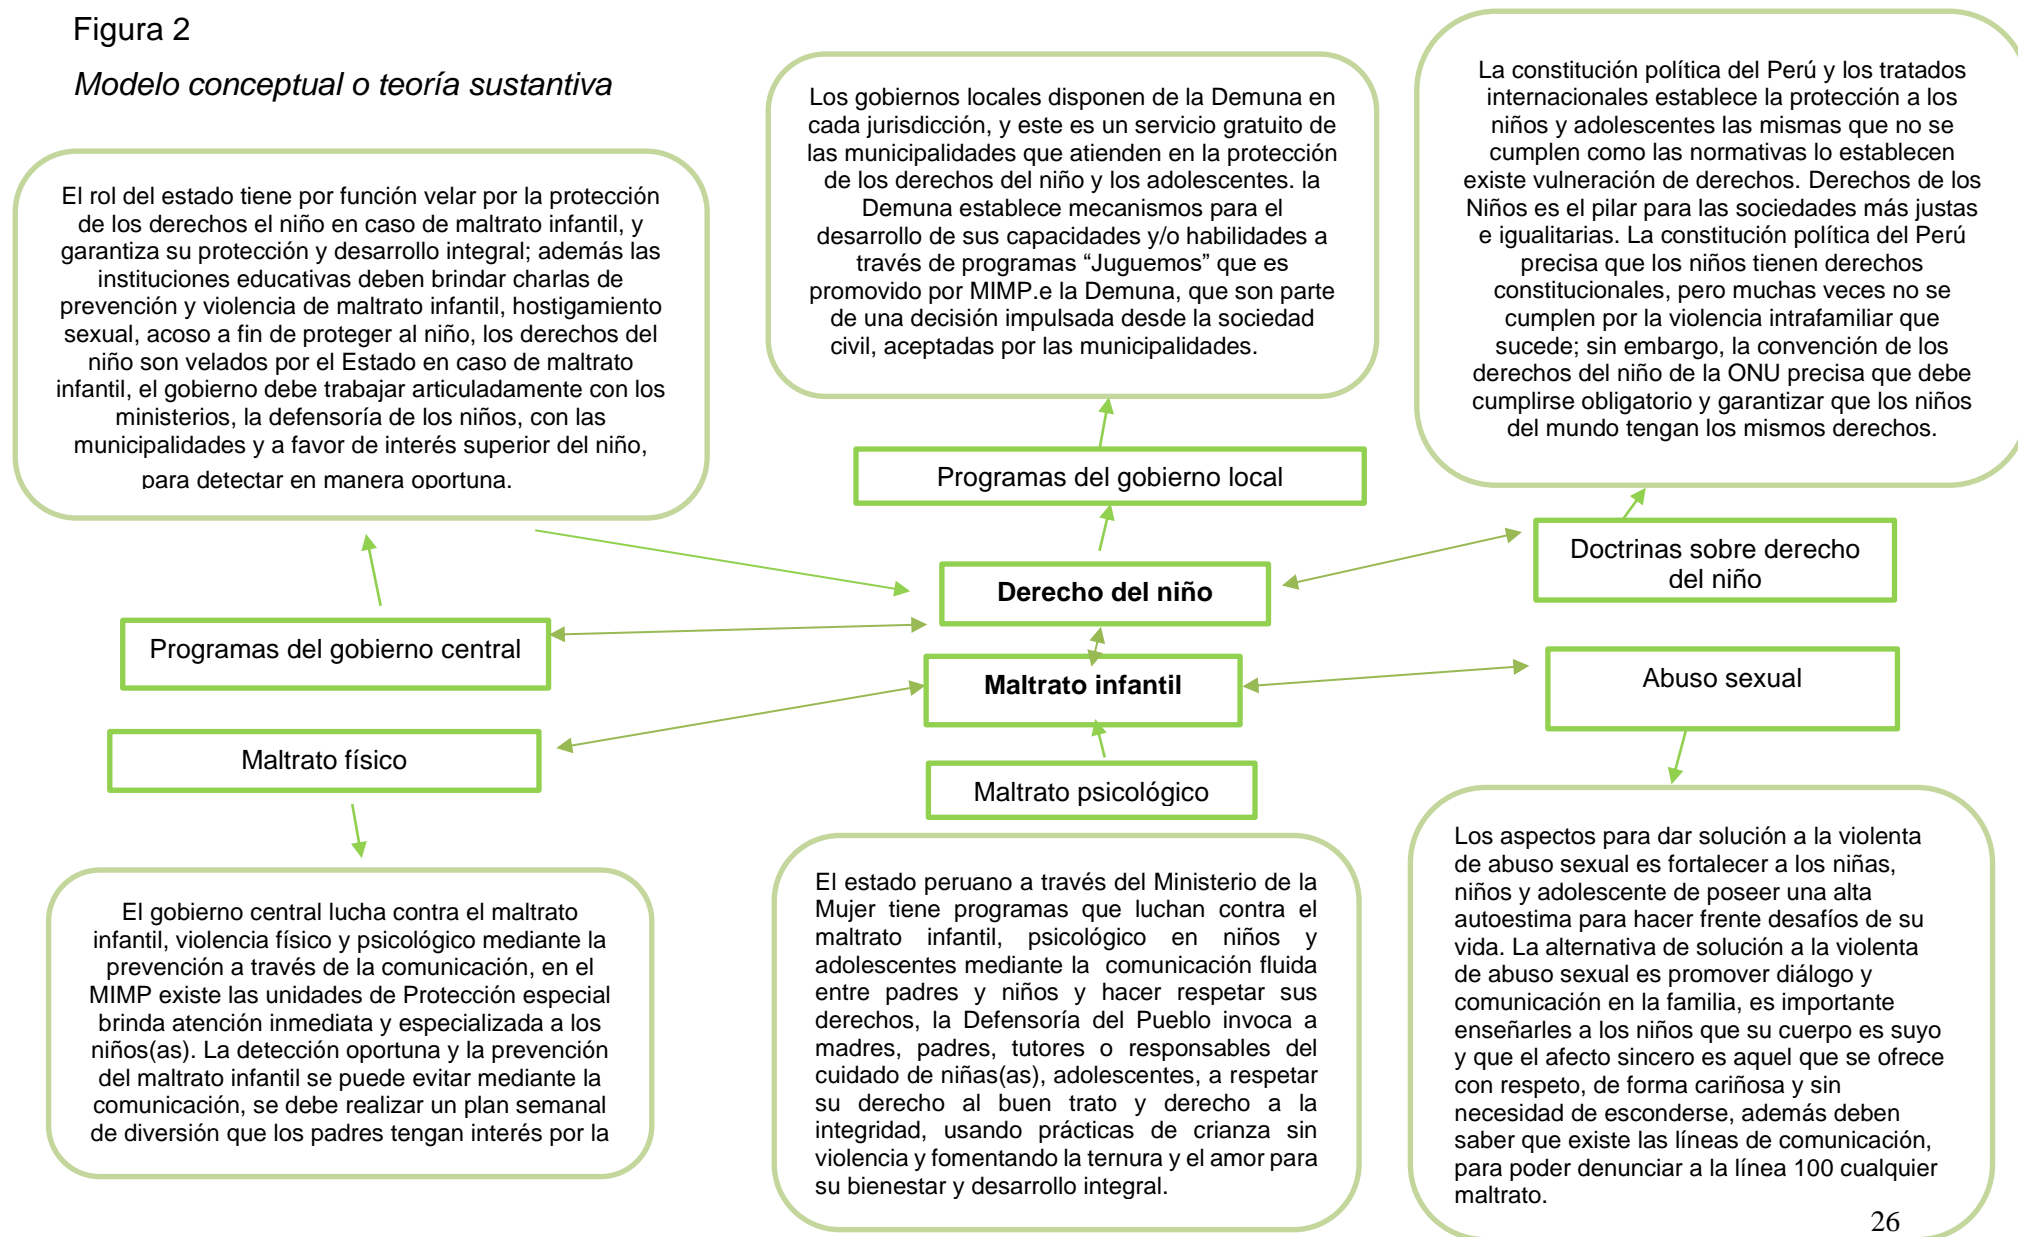 Figura 2
Modelo conceptual o teoría sustantiva
El rol del estado tiene por función velar por la protección
de los derechos el niño en caso de maltrato infantil, y
garantiza su protección y desarrollo integral; además las
instituciones educativas deben brindar charlas de
prevención y violencia de maltrato infantil, hostigamiento
sexual, acoso a fin de proteger al niño, los derechos del
niño son velados por el Estado en caso de maltrato
infantil, el gobierno debe trabajar articuladamente con los
ministerios, la defensoría de los niños, con las
municipalidades y a favor de interés superior del niño,
para detectar en manera oportuna.
Los gobiernos locales disponen de la Demuna en
cada jurisdicción, y este es un servicio gratuito de
las municipalidades que atienden en la protección
de los derechos del niño y los adolescentes. la
Demuna establece mecanismos para el
desarrollo de sus capacidades y/o habilidades a
través de programas “Juguemos” que es
promovido por MIMP.e la Demuna, que son parte
de una decisión impulsada desde la sociedad
civil, aceptadas por las municipalidades.
La constitución política del Perú y los tratados
internacionales establece la protección a los
niños y adolescentes las mismas que no se
cumplen como las normativas lo establecen
existe vulneración de derechos. Derechos de los
Niños es el pilar para las sociedades más justas
e igualitarias. La constitución política del Perú
precisa que los niños tienen derechos
constitucionales, pero muchas veces no se
cumplen por la violencia intrafamiliar que
sucede; sin embargo, la convención de los
derechos del niño de la ONU precisa que debe
cumplirse obligatorio y garantizar que los niños
del mundo tengan los mismos derechos.
Programas del gobierno local
Doctrinas sobre derecho
del niño
Derecho del niño
Programas del gobierno central
Maltrato infantil
Abuso sexual
Maltrato físico
Maltrato psicológico
El gobierno central lucha contra el maltrato
infantil, violencia físico y psicológico mediante la
prevención a través de la comunicación, en el
MIMP existe las unidades de Protección especial
brinda atención inmediata y especializada a los
niños(as). La detección oportuna y la prevención
del maltrato infantil se puede evitar mediante la
comunicación, se debe realizar un plan semanal
de diversión que los padres tengan interés por la
El estado peruano a través del Ministerio de la
Mujer tiene programas que luchan contra el
maltrato infantil, psicológico en niños y
adolescentes mediante la comunicación fluida
entre padres y niños y hacer respetar sus
derechos, la Defensoría del Pueblo invoca a
madres, padres, tutores o responsables del
cuidado de niñas(as), adolescentes, a respetar
su derecho al buen trato y derecho a la
integridad, usando prácticas de crianza sin
violencia y fomentando la ternura y el amor para
su bienestar y desarrollo integral.
Los aspectos para dar solución a la violenta
de abuso sexual es fortalecer a los niñas,
niños y adolescente de poseer una alta
autoestima para hacer frente desafíos de su
vida. La alternativa de solución a la violenta
de abuso sexual es promover diálogo y
comunicación en la familia, es importante
enseñarles a los niños que su cuerpo es suyo
y que el afecto sincero es aquel que se ofrece
con respeto, de forma cariñosa y sin
necesidad de esconderse, además deben
saber que existe las líneas de comunicación,
para poder denunciar a la línea 100 cualquier
maltrato.
26